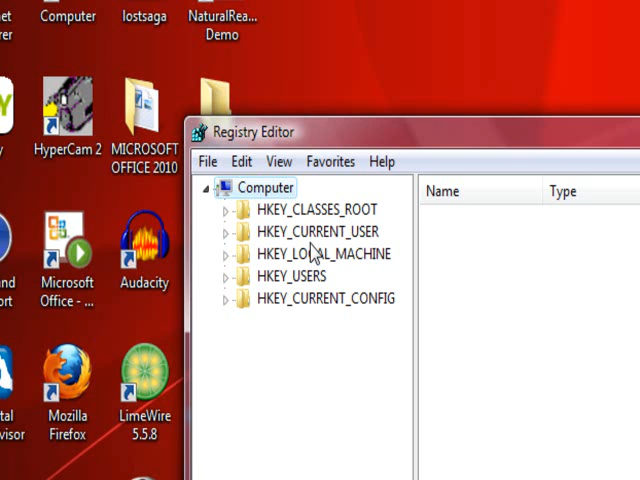 Computer
lostsaga
NaturalRea...
Demo
HyperCam 2
MICROSOFT
OFFICE 2010
Registry Editor
File Edit View Favorites Help
Computer
Name Type
HKEY_CLASSES_ROOT
HKEY_CURRENT_USER
HKEY_LOCAL_MACHINE
HKEY_USERS
HKEY_CURRENT_CONFIG
Microsoft
Office - ...
Audacity
Mozilla
Firefox
LimeWire
5.5.8